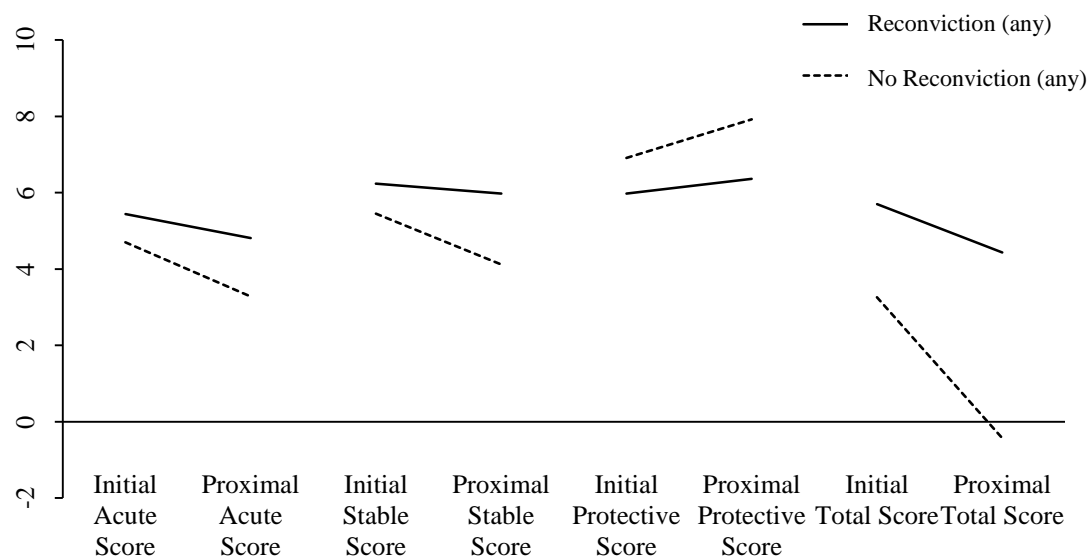 Reconviction (any)
No Reconviction (any)
10
8
6
4
2
0
-2
Initial Proximal Initial Proximal Initial Proximal Initial Proximal
Acute Acute Stable Stable Protective Protective Total Score Total Score
Score Score Score Score Score Score